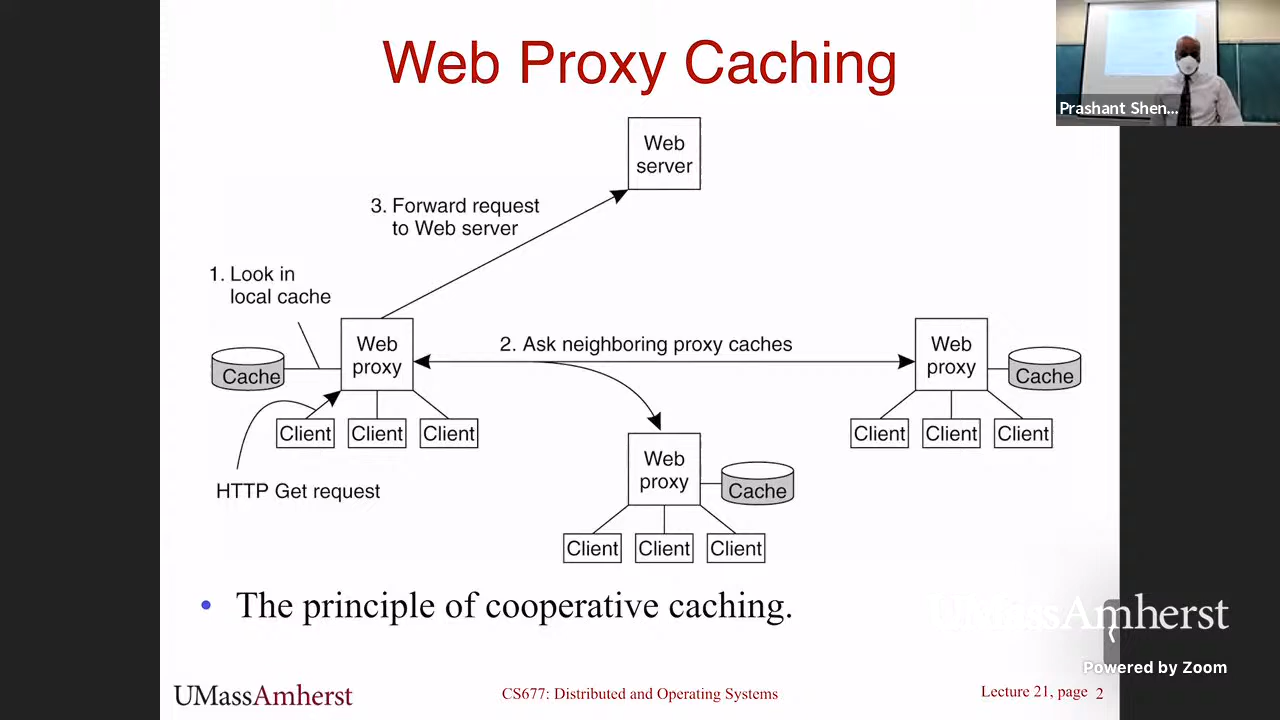 Web Proxy Caching
Prashant Shen...
Web
server
3. Forward request
to Web server
1. Look in
local cache
Web
proxy
2. Ask neighboring proxy caches
Web
proxy
Cache
Cache
Client
Client
Client
Client
Client
Client
HTTP Get request
Web
proxy
Cache
Client
Client
Client
• The principle of cooperative caching.
UMassAmherst
Powered by Zoom
UMassAmherst
CS677: Distributed and Operating Systems
Lecture 21, page 2